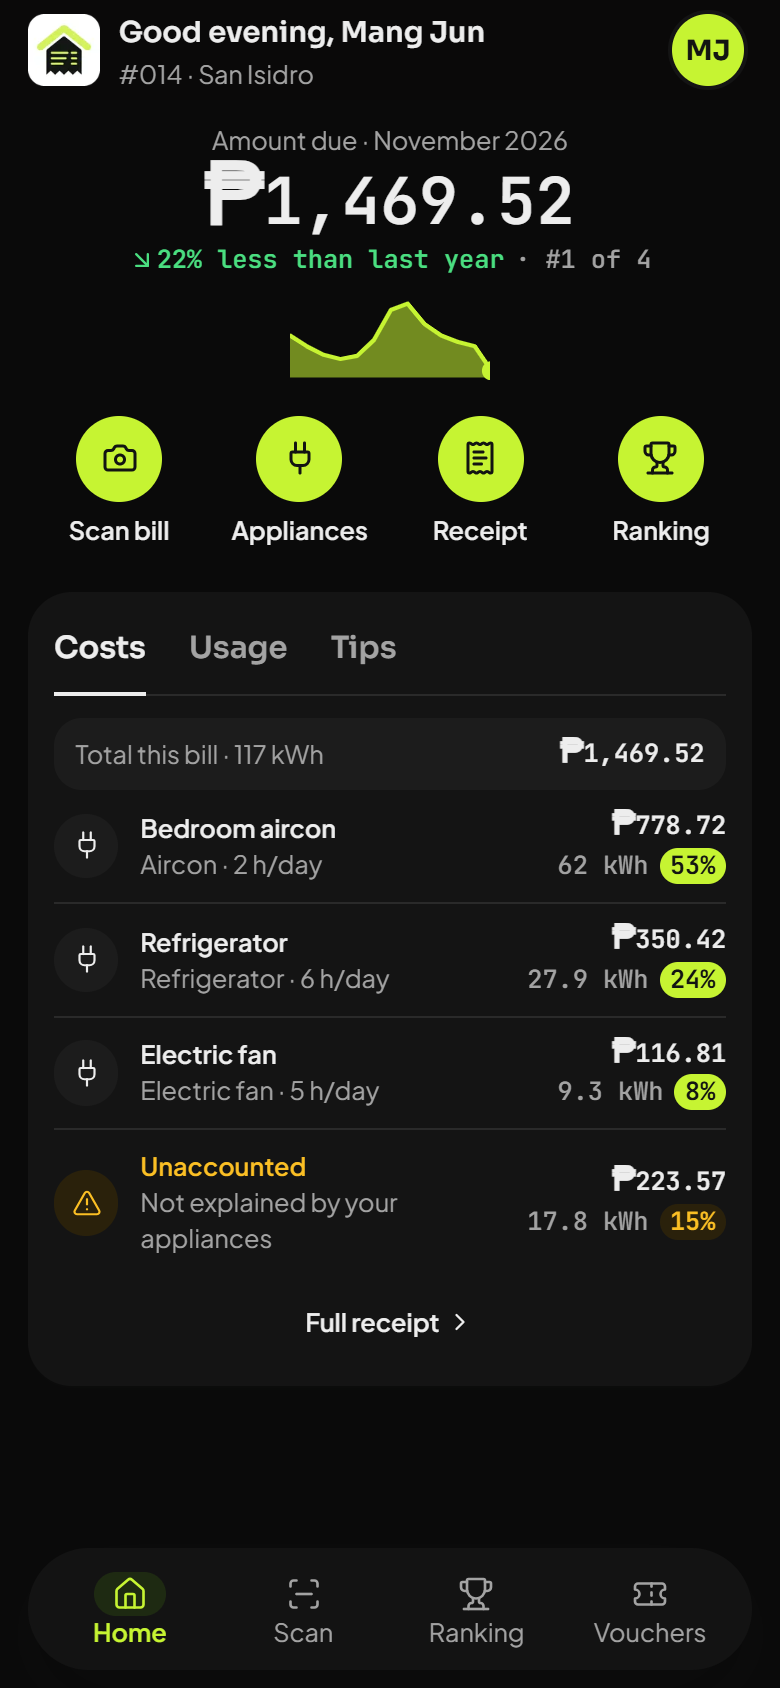 Good evening, Mang Jun
#014 · San Isidro
MJ
Amount due · November 2026
₱1,469.52
22% less than last year · #1 of 4
Scan bill
Appliances
Receipt
Ranking
Costs
Usage
Tips
Total this bill · 117 kWh
₱1,469.52
Bedroom aircon
₱778.72
Aircon · 2 h/day
62 kWh 53%
Refrigerator
₱350.42
Refrigerator · 6 h/day
27.9 kWh 24%
Electric fan
₱116.81
Electric fan · 5 h/day
9.3 kWh 8%
Unaccounted
₱223.57
Not explained by your
appliances
17.8 kWh 15%
Full receipt
Home
Scan
Ranking
Vouchers